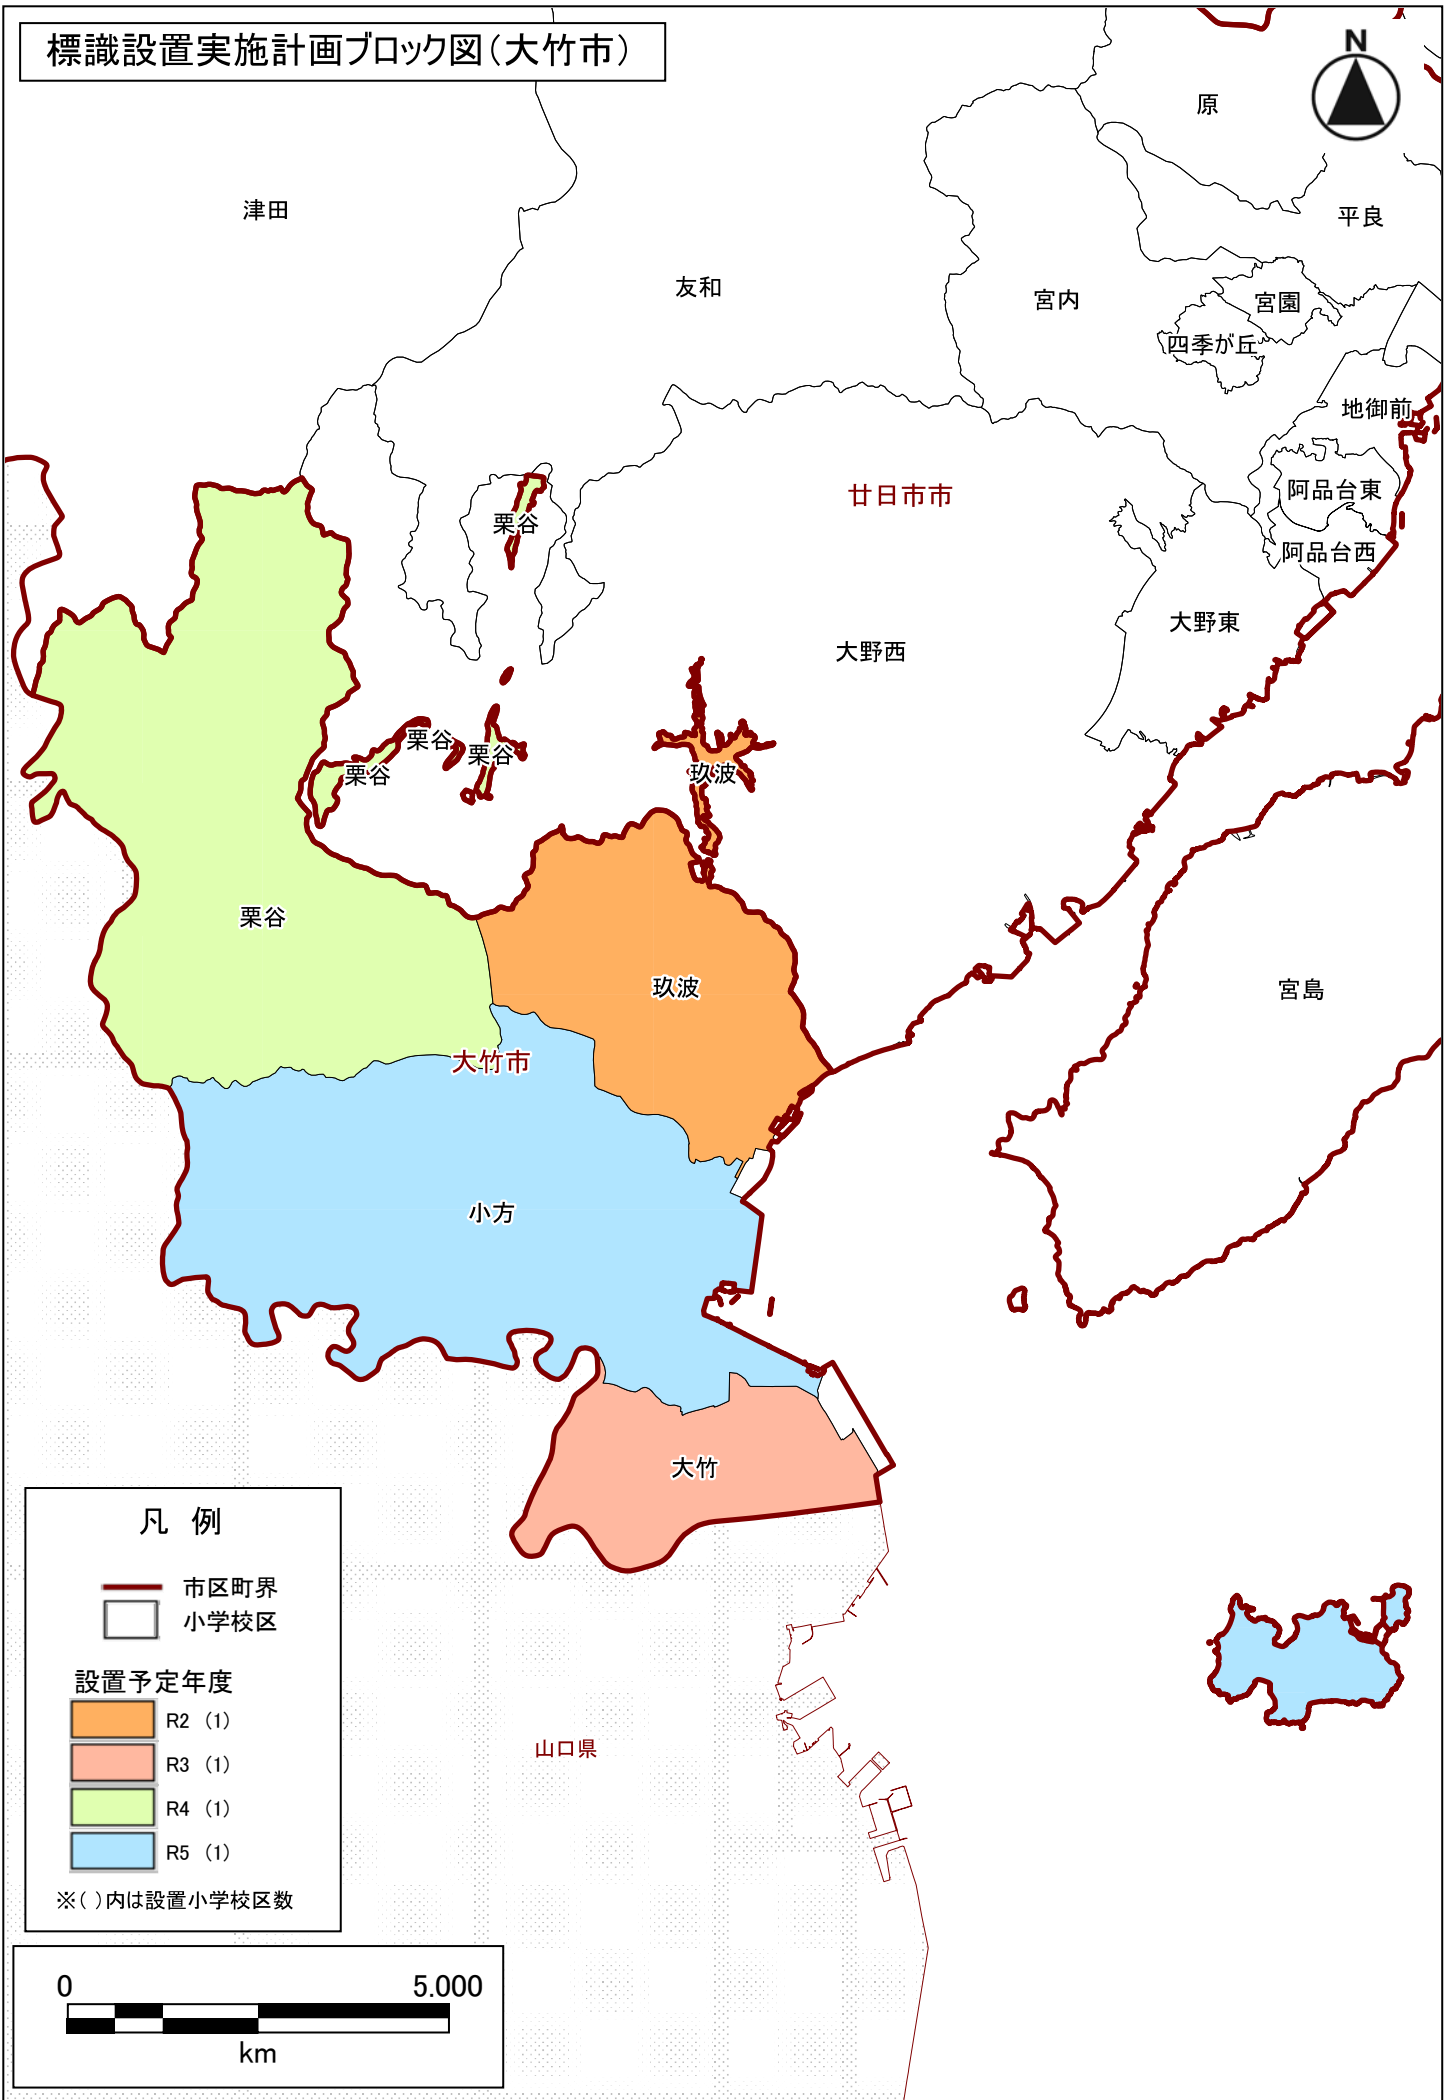 標識設置実施計画ブロック図（大竹市）
N
原
津田
平良
友和
宮内
宮園
四季が丘
地御前
廿日市市
阿品台東
栗谷
阿品台西
大野東
大野西
栗谷
栗谷
栗谷
玖波
栗谷
玖波
宮島
大竹市
小方
大竹
凡 例
市区町界
小学校区
設置予定年度
R2 (1)
R3 (1)
R4 (1)
R5 (1)
※( )内は設置小学校区数
山口県
0 5.000
km